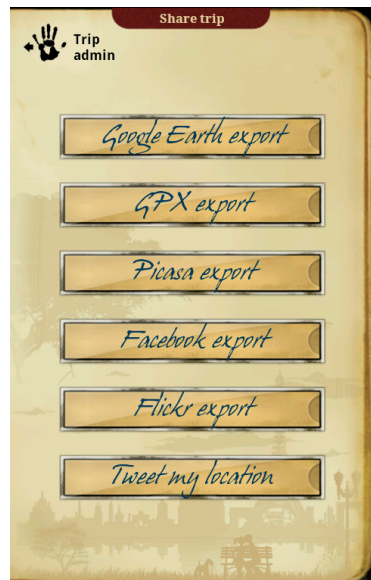 Share trip
Trip
admin
Google Earth export
GPX export
Picasa export
Facebook export
Flickr export
Tweet my location